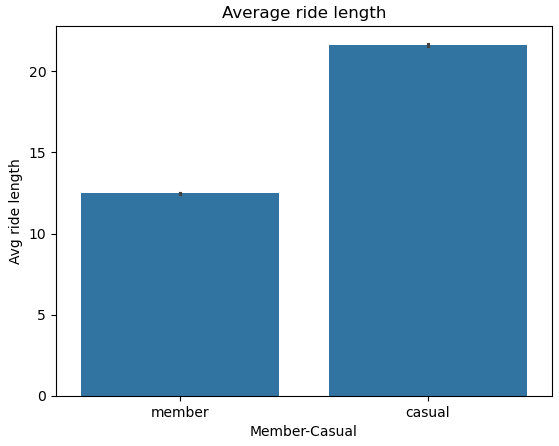 Average ride length
Avg ride length
20
15
10
5
0
member casual
Member-Casual